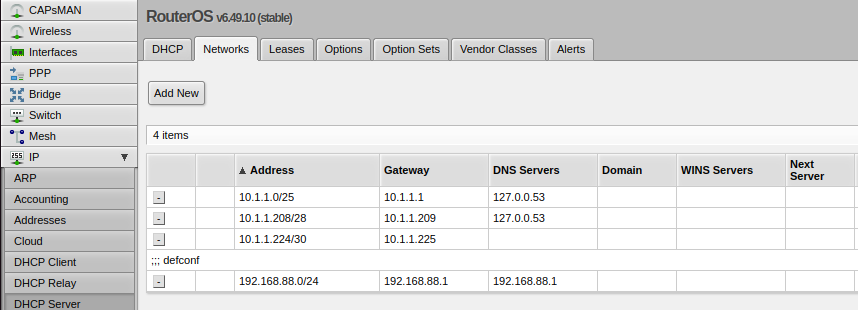 CAPsMAN
Wireless
Interfaces
PPP
Bridge
Switch
Mesh
IP
ARP
Accounting
Addresses
Cloud
DHCP Client
DHCP Relay
DHCP Server
RouterOS v6.49.10 (stable)
DHCP Networks Leases Options Option Sets Vendor Classes Alerts
Add New
4 items
Address Gateway DNS Servers Domain WINS Servers Next Server
- 10.1.1.0/25 10.1.1.1 127.0.0.53
- 10.1.1.208/28 10.1.1.209 127.0.0.53
- 10.1.1.224/30 10.1.1.225
;;; defconf
- 192.168.88.0/24 192.168.88.1 192.168.88.1